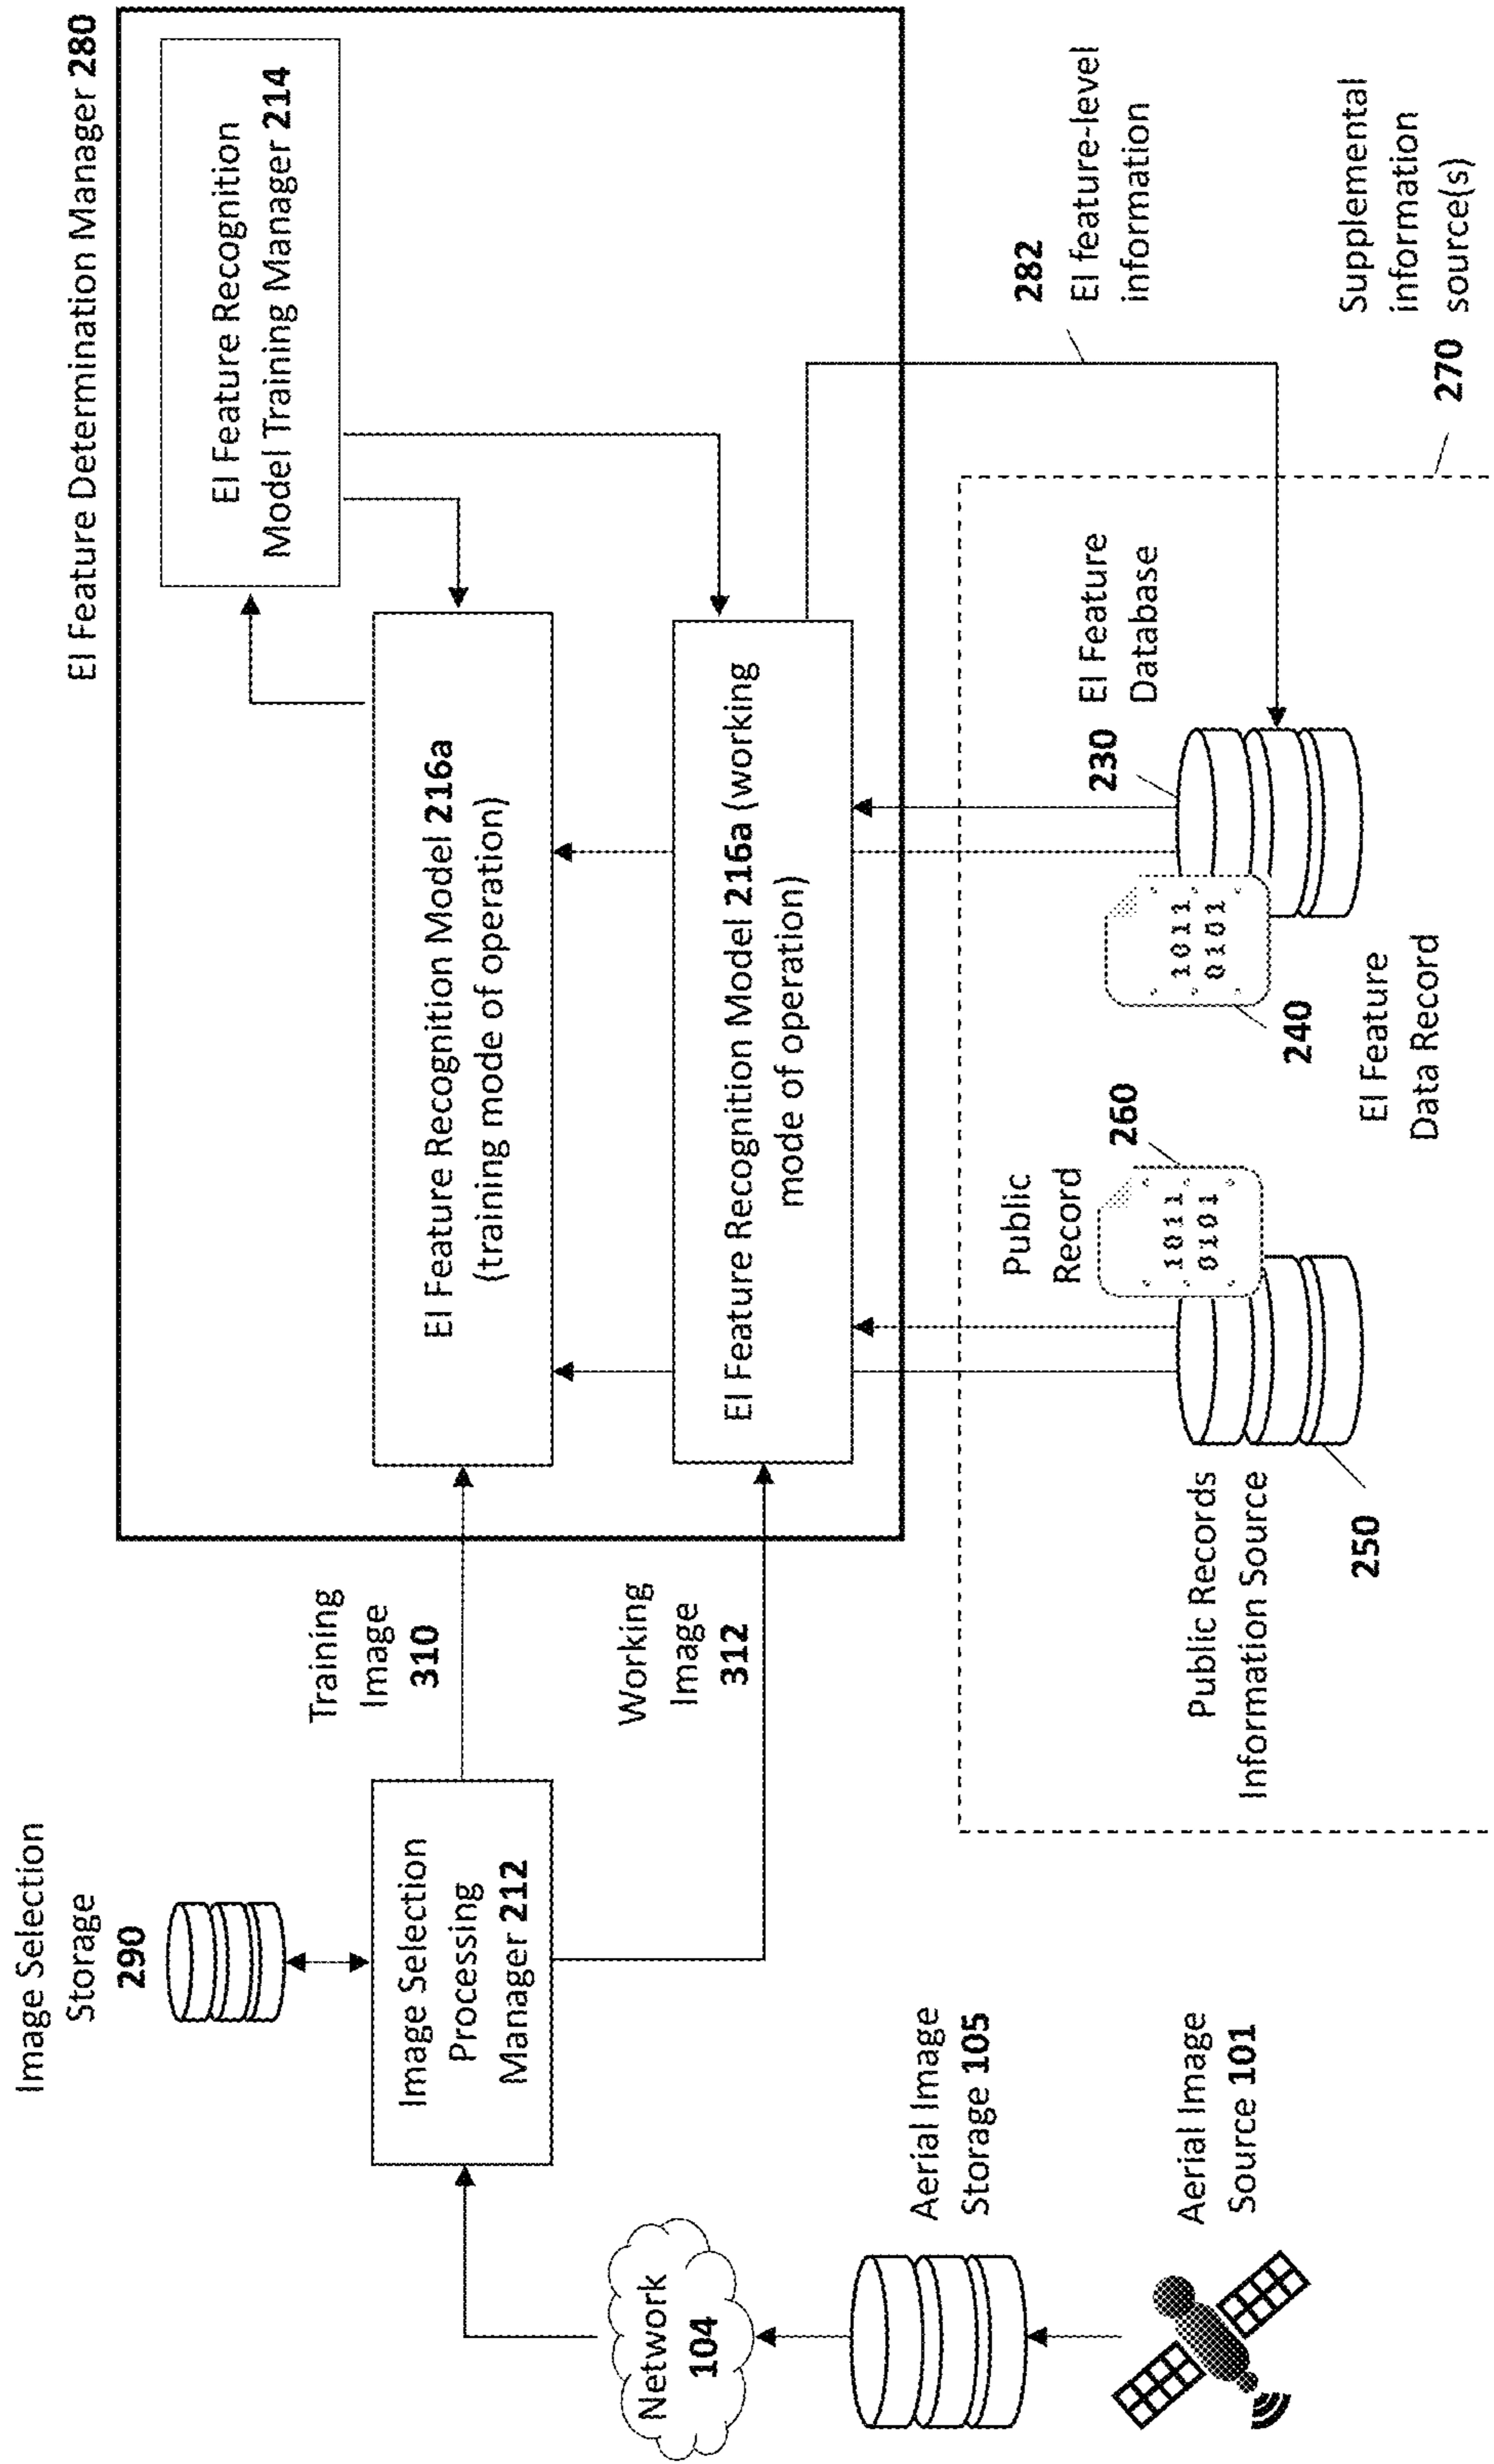 EI Feature Determination Manager 280
Image Selection
Storage
290
EI Feature Recognition
Model Training Manager 214
Training
Image
310
EI Feature Recognition Model 216a
(training mode of operation)
Image Selection
Processing
Manager 212
Working
Image
312
EI Feature Recognition Model 216a (working
mode of operation)
Network
104
Aerial Image
Storage 105
Aerial Image
Source 101
282
EI feature-level
information
Public
Record
260
1011
0101
230
EI Feature
Database
1011
0101
240
EI Feature
Data Record
Public Records
Information Source
250
Supplemental
information
270 source(s)